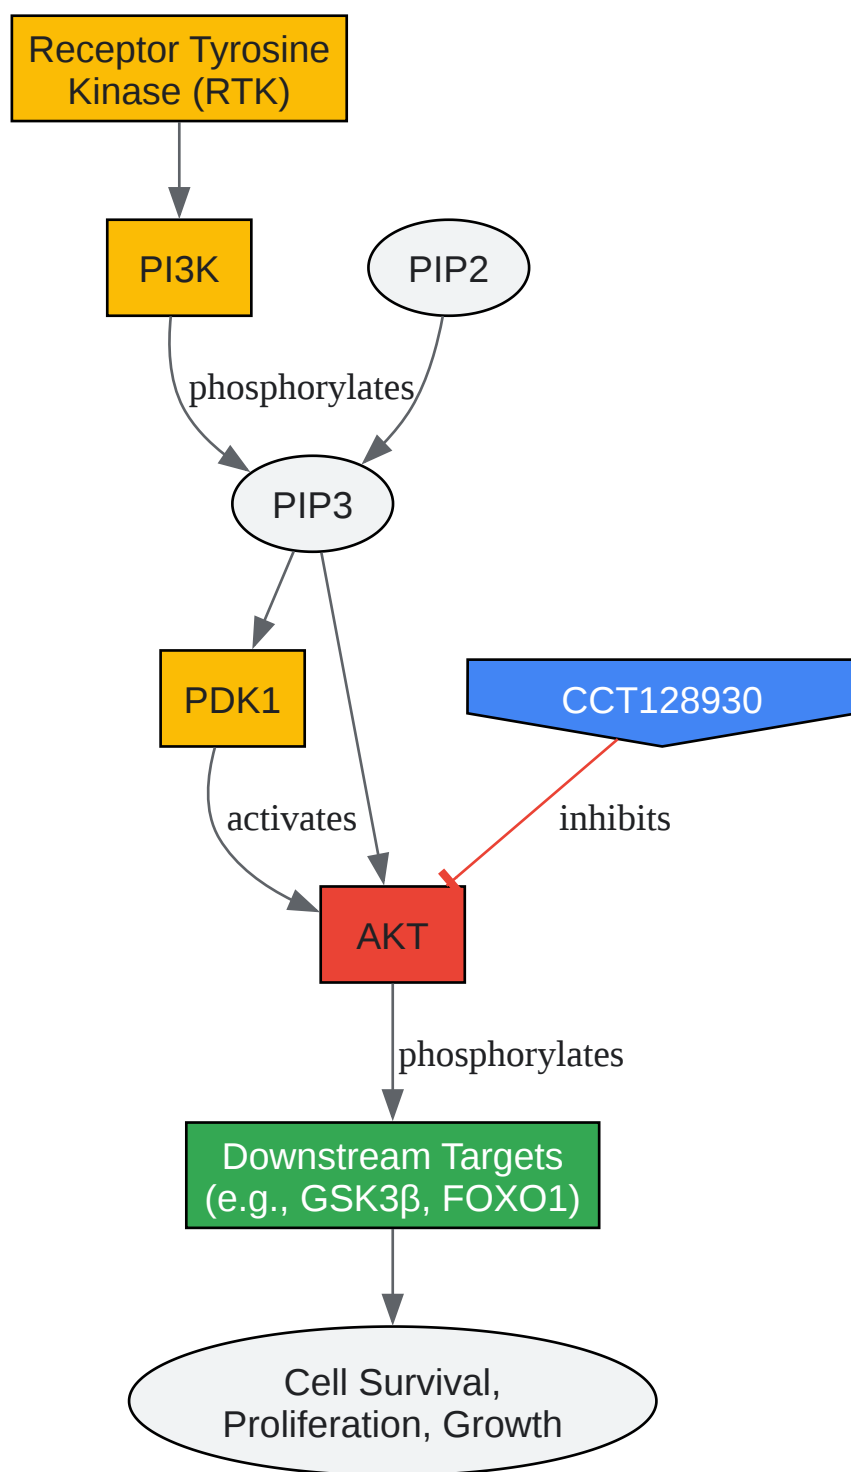 Receptor Tyrosine
Kinase (RTK)
PI3K
PIP2
phosphorylates
PIP3
PDK1
CCT128930
activates
inhibits
AKT
phosphorylates
Downstream Targets
(e.g., GSK3β, FOXO1)
Cell Survival,
Proliferation, Growth